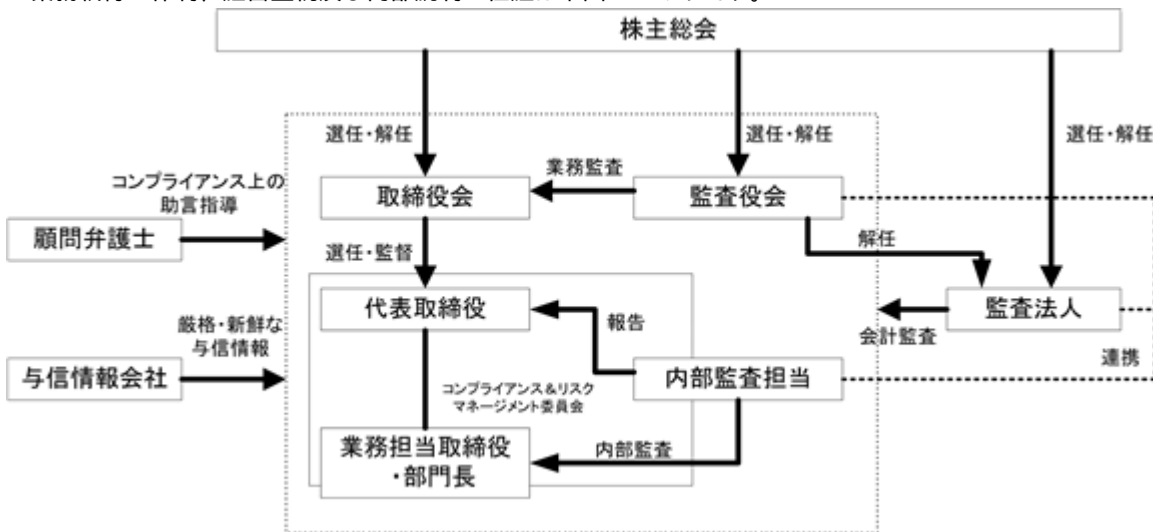 株主総会
選任・解任
選任・解任
選任・解任
コンプライアンス上の
助言指導
業務監査
取締役会
監査役会
顧問弁護士
解任
選任・監督
代表取締役
報告
監査法人
厳格・新鮮な
与信情報
会計監査
連携
与信情報会社
内部監査担当
コンプライアンス&リスク
マネージメント委員会
業務担当取締役
・部門長
内部監査